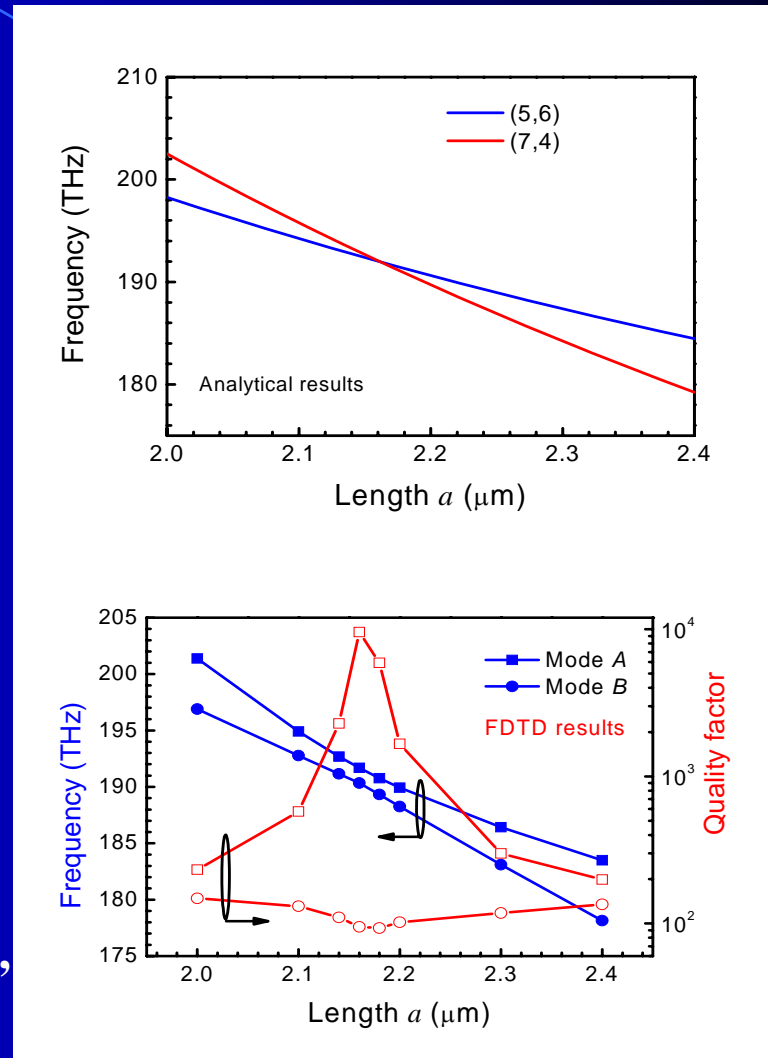 210
200
190
180
Frequency (THz)
(5,6)
(7,4)
Analytical results
2.0 2.1 2.2 2.3 2.4
Length a (μm)
205
200
195
190
185
180
175
Frequency (THz)
Mode A
Mode B
FDTD results
10⁴
10³
10²
Quality factor
2.0 2.1 2.2 2.3 2.4
Length a (μm)
,